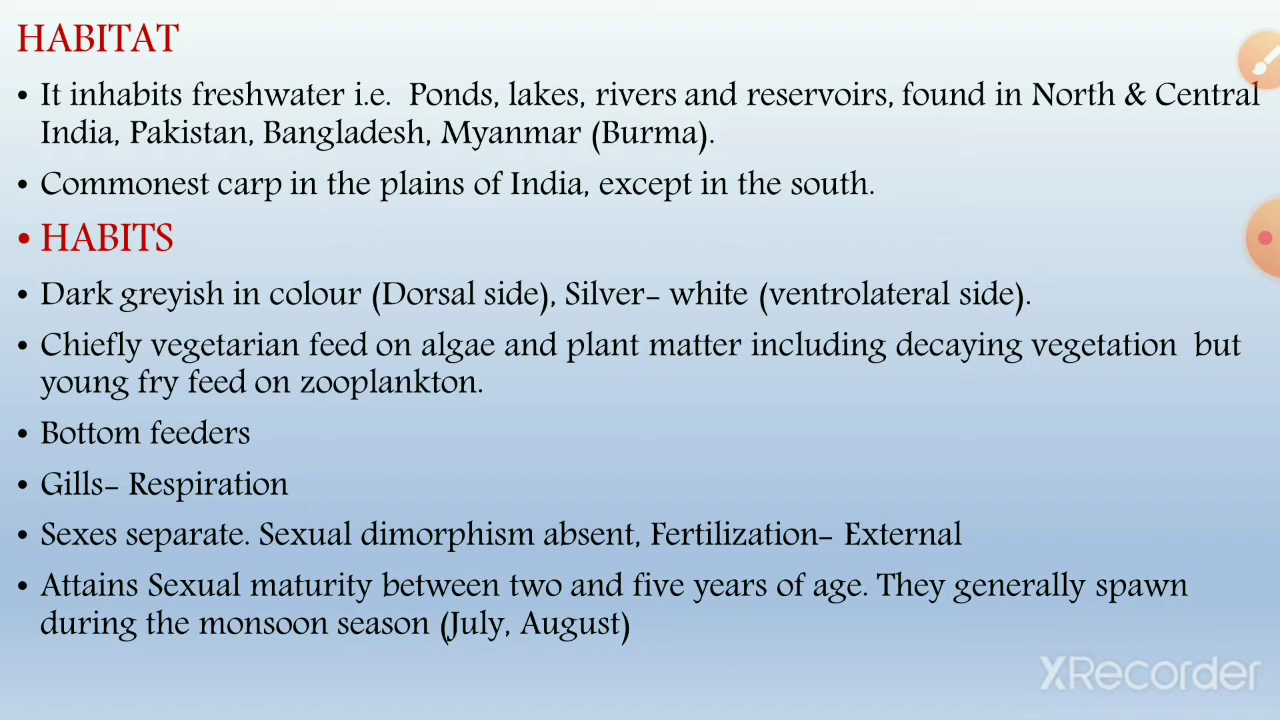 HABITAT
• It inhabits freshwater i.e. Ponds, lakes, rivers and reservoirs, found in North & Central
India, Pakistan, Bangladesh, Myanmar (Burma).
• Commonest carp in the plains of India, except in the south.
• HABITS
• Dark greyish in colour (Dorsal side), Silver- white (ventrolateral side).
• Chiefly vegetarian feed on algae and plant matter including decaying vegetation but
young fry feed on zooplankton.
• Bottom feeders
• Gills- Respiration
• Sexes separate. Sexual dimorphism absent, Fertilization- External
• Attains Sexual maturity between two and five years of age. They generally spawn
during the monsoon season (July, August)
XRecorder